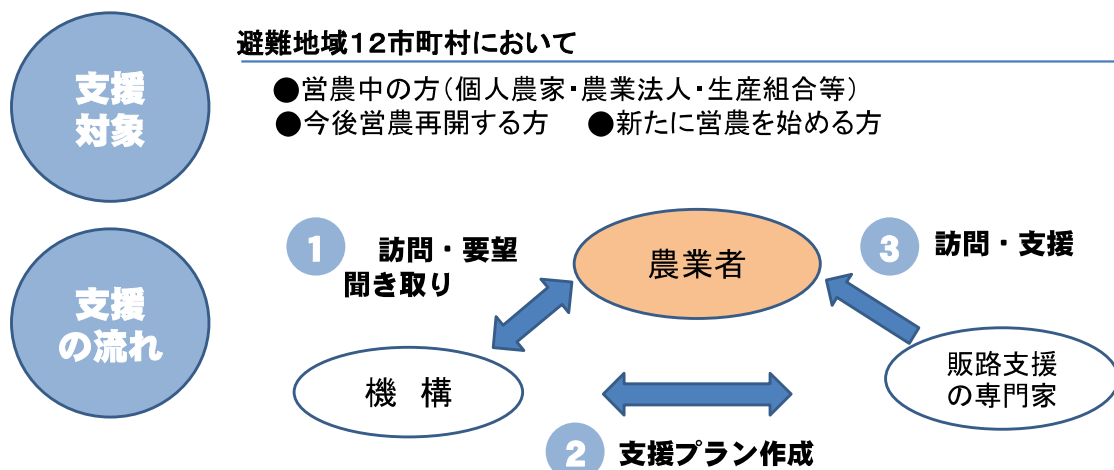 支援
対象
避難地域12市町村において
●営農中の方(個人農家・農業法人・生産組合等)
●今後営農再開する方　●新たに営農を始める方
支援
の流れ
1 訪問・要望
聞き取り
農業者
3 訪問・支援
機　構
販路支援
の専門家
2 支援プラン作成